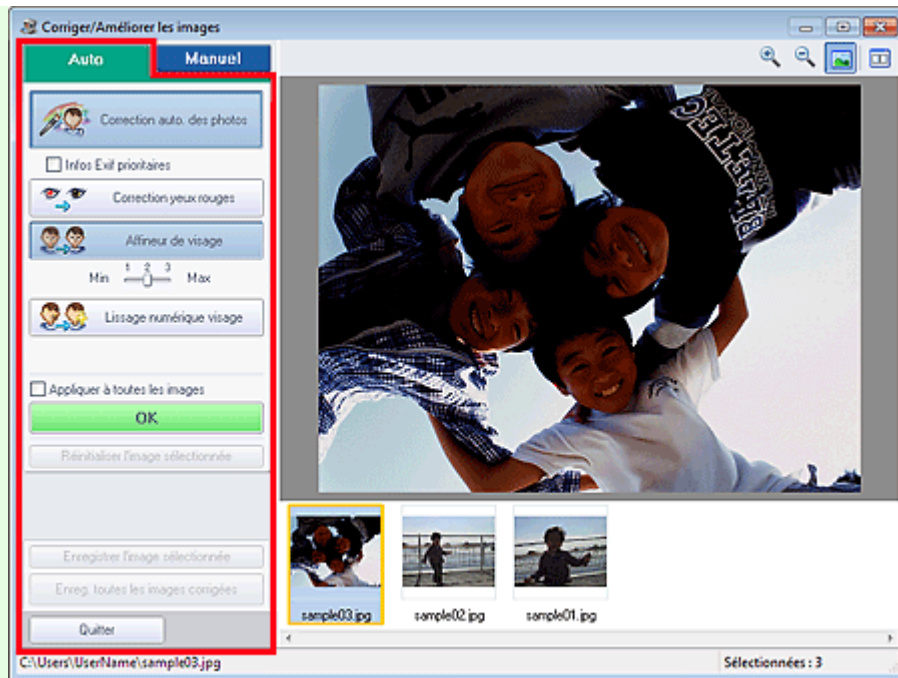 Corriger/Améliorer les images
Auto
Manuel
Correction auto. des photos
Infos Exif prioritaires
Correction yeux rouges
Affineur de visage
1 2 3
Min Max
Lissage numérique visage
Appliquer à toutes les images
OK
Réinitialiser l'image sélectionnée
Enregistrer l'image sélectionnée
Enreg. toutes les images corrigées
Quitter
sample03.jpg
sample02.jpg
sample01.jpg
C:\Users\UserName\sample03.jpg
Sélectionnées : 3